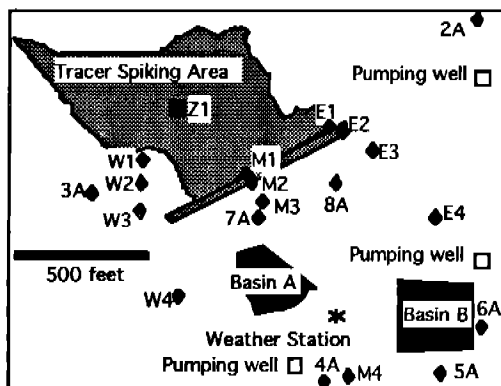 2A
Tracer Spiking Area
Pumping well
Z1
E1
E2
W1
M1
E3
3A
W2
M2
8A
W3
M3
7A
E4
500 feet
Pumping well
W4
Basin A
Basin B
6A
Weather Station
Pumping well
4A
M4
5A